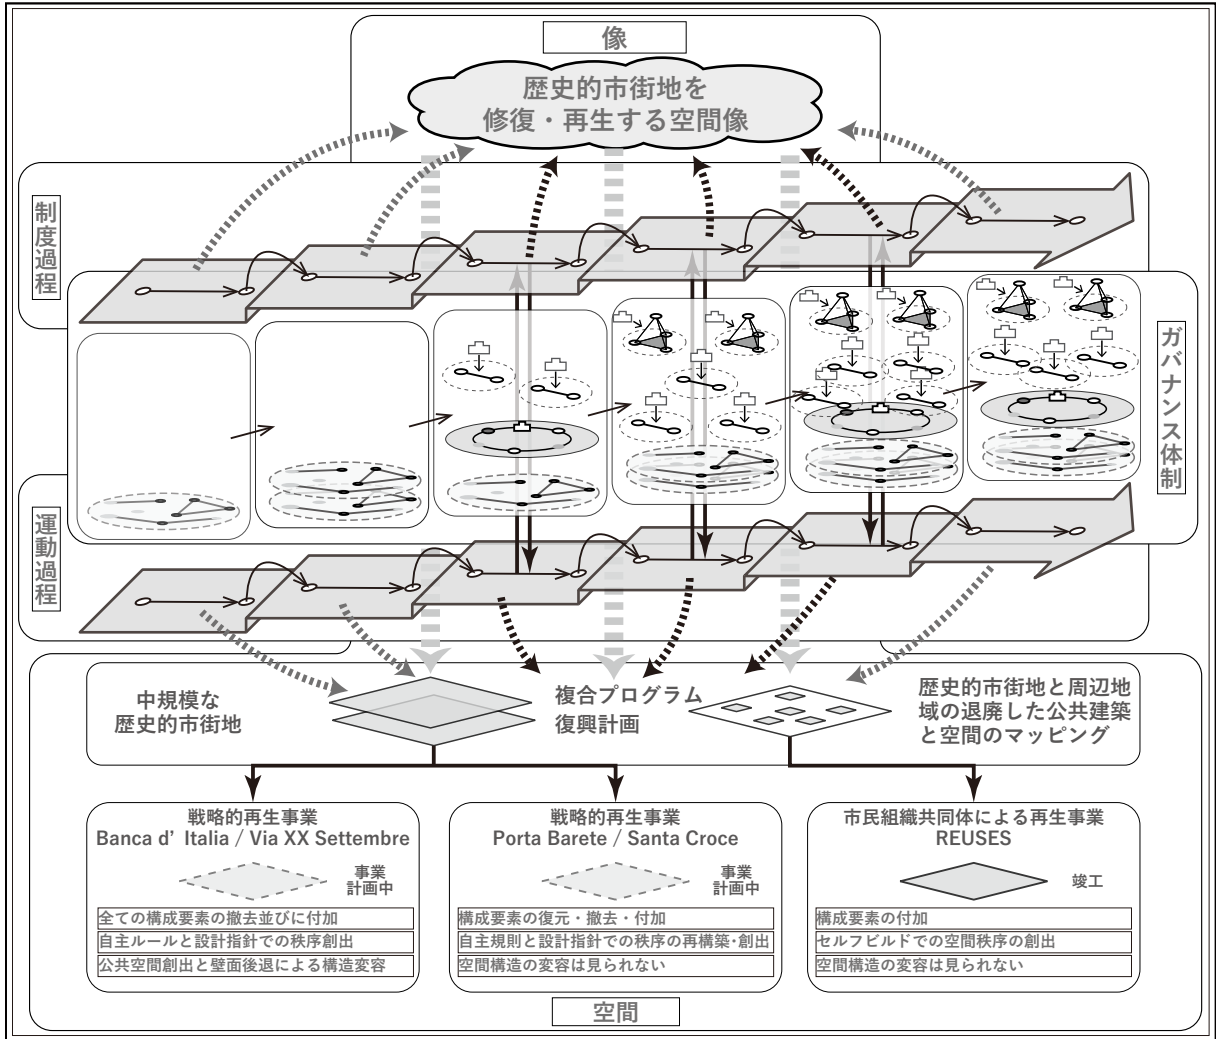 像
歴史的市街地を
修復・再生する空間像
制度過程
ガバナンス体制
運動過程
中規模な
歴史的市街地
複合プログラム
復興計画
歴史的市街地と周辺地
域の退廃した公共建築
と空間のマッピング
戦略的再生事業
Banca d’ Italia / Via XX Settembre
事業
計画中
全ての構成要素の撤去並びに付加
自主ルールと設計指針での秩序創出
公共空間創出と壁面後退による構造変容
戦略的再生事業
Porta Barete / Santa Croce
事業
計画中
構成要素の復元・撤去・付加
自主規則と設計指針での秩序の再構築・創出
空間構造の変容は見られない
市民組織共同体による再生事業
REUSES
竣工
構成要素の付加
セルフビルドでの空間秩序の創出
空間構造の変容は見られない
空間